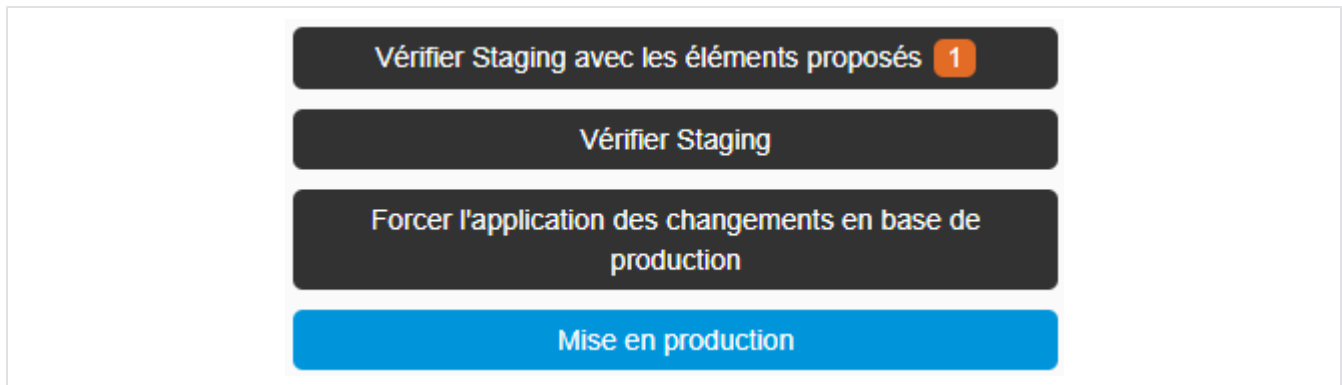 Vérifier Staging avec les éléments proposés 1
Vérifier Staging
Forcer l'application des changements en base de
production
Mise en production